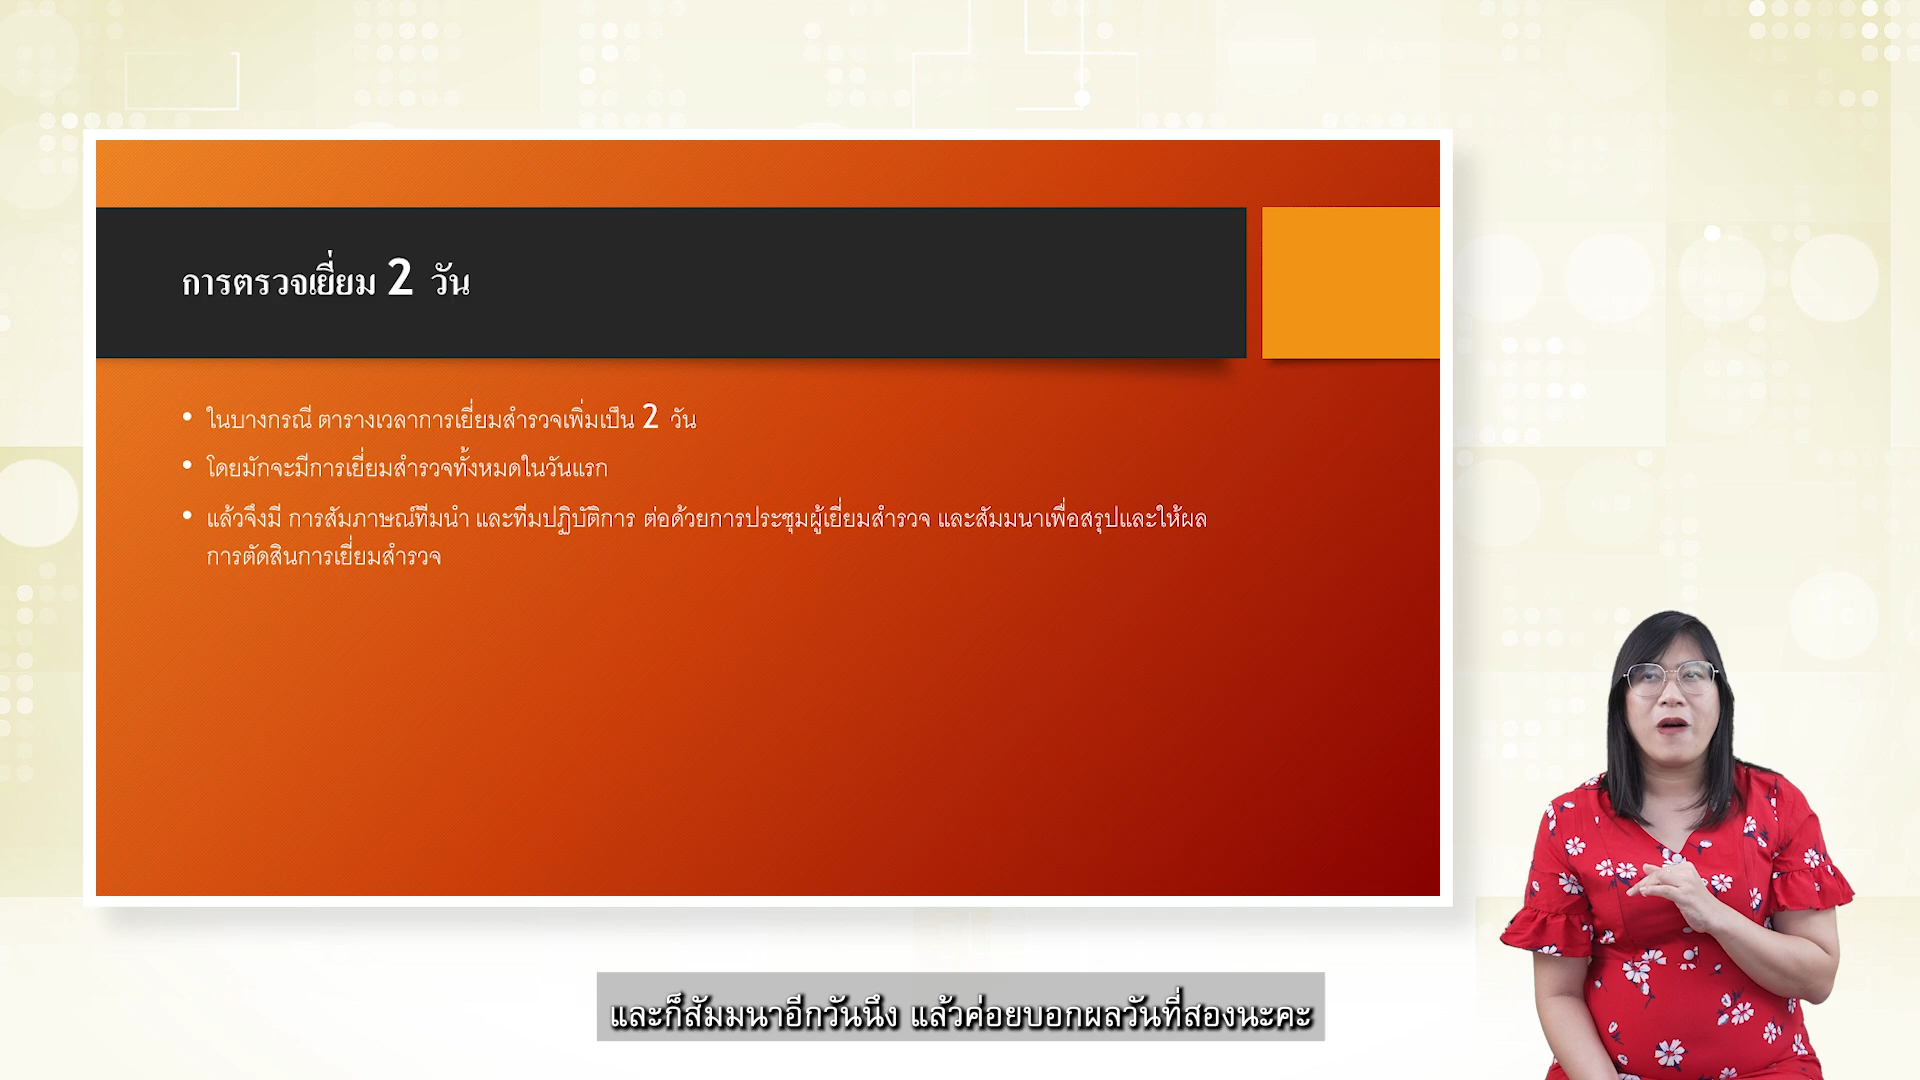 การตรวจเยี่ยม 2 วัน
• ในบางกรณี ตารางเวลาการเยี่ยมสำรวจเพิ่มเป็น 2 วัน
• โดยมักจะมีการเยี่ยมสำรวจทั้งหมดในวันแรก
• แล้วจึงมี การสัมภาษณ์ทีมนำ และทีมปฏิบัติการ ต่อด้วยการประชุมผู้เยี่ยมสำรวจ และสัมมนาเพื่อสรุปและให้ผล
การตัดสินการเยี่ยมสำรวจ
และก็สัมมนาอีกวันนึง แล้วค่อยบอกผลวันที่สองนะคะ